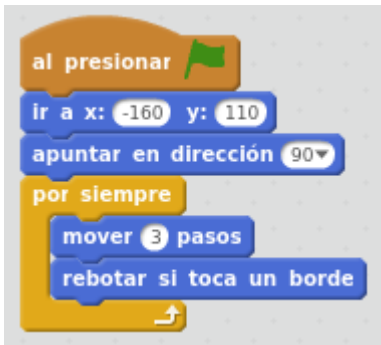 al presionar
ir a x: -160 y: 110
apuntar en dirección 90
por siempre
mover 3 pasos
rebotar si toca un borde